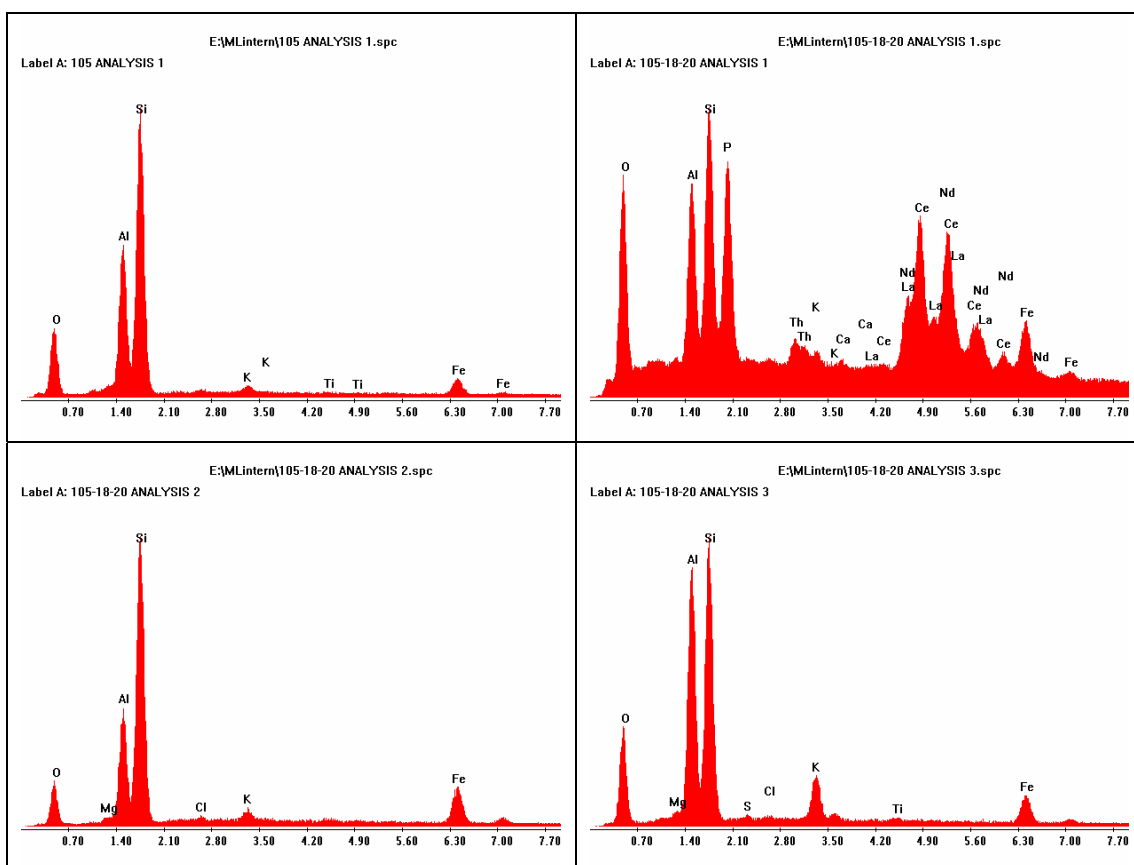 E:\MLintern\105 ANALYSIS 1.spc
Label A: 105 ANALYSIS 1
Si
Al
O
K
K
Ti Ti
Fe
Fe
0.70 1.40 2.10 2.80 3.50 4.20 4.90 5.60 6.30 7.00 7.70
E:\MLintern\105-18-20 ANALYSIS 1.spc
Label A: 105-18-20 ANALYSIS 1
Si
P
O
Al
Nd
Ce
Ce
La
Nd
La
Nd
Nd
K
Th
Th
K
Ca
Ca
La
Ce
La
Ce
La
Ce
Fe
Nd
Fe
0.70 1.40 2.10 2.80 3.50 4.20 4.90 5.60 6.30 7.00 7.70
E:\MLintern\105-18-20 ANALYSIS 2.spc
Label A: 105-18-20 ANALYSIS 2
Si
Al
O
Mg
Cl
K
Fe
0.70 1.40 2.10 2.80 3.50 4.20 4.90 5.60 6.30 7.00 7.70
E:\MLintern\105-18-20 ANALYSIS 3.spc
Label A: 105-18-20 ANALYSIS 3
Si
Al
O
K
Mg
S
Cl
Ti
Fe
0.70 1.40 2.10 2.80 3.50 4.20 4.90 5.60 6.30 7.00 7.70